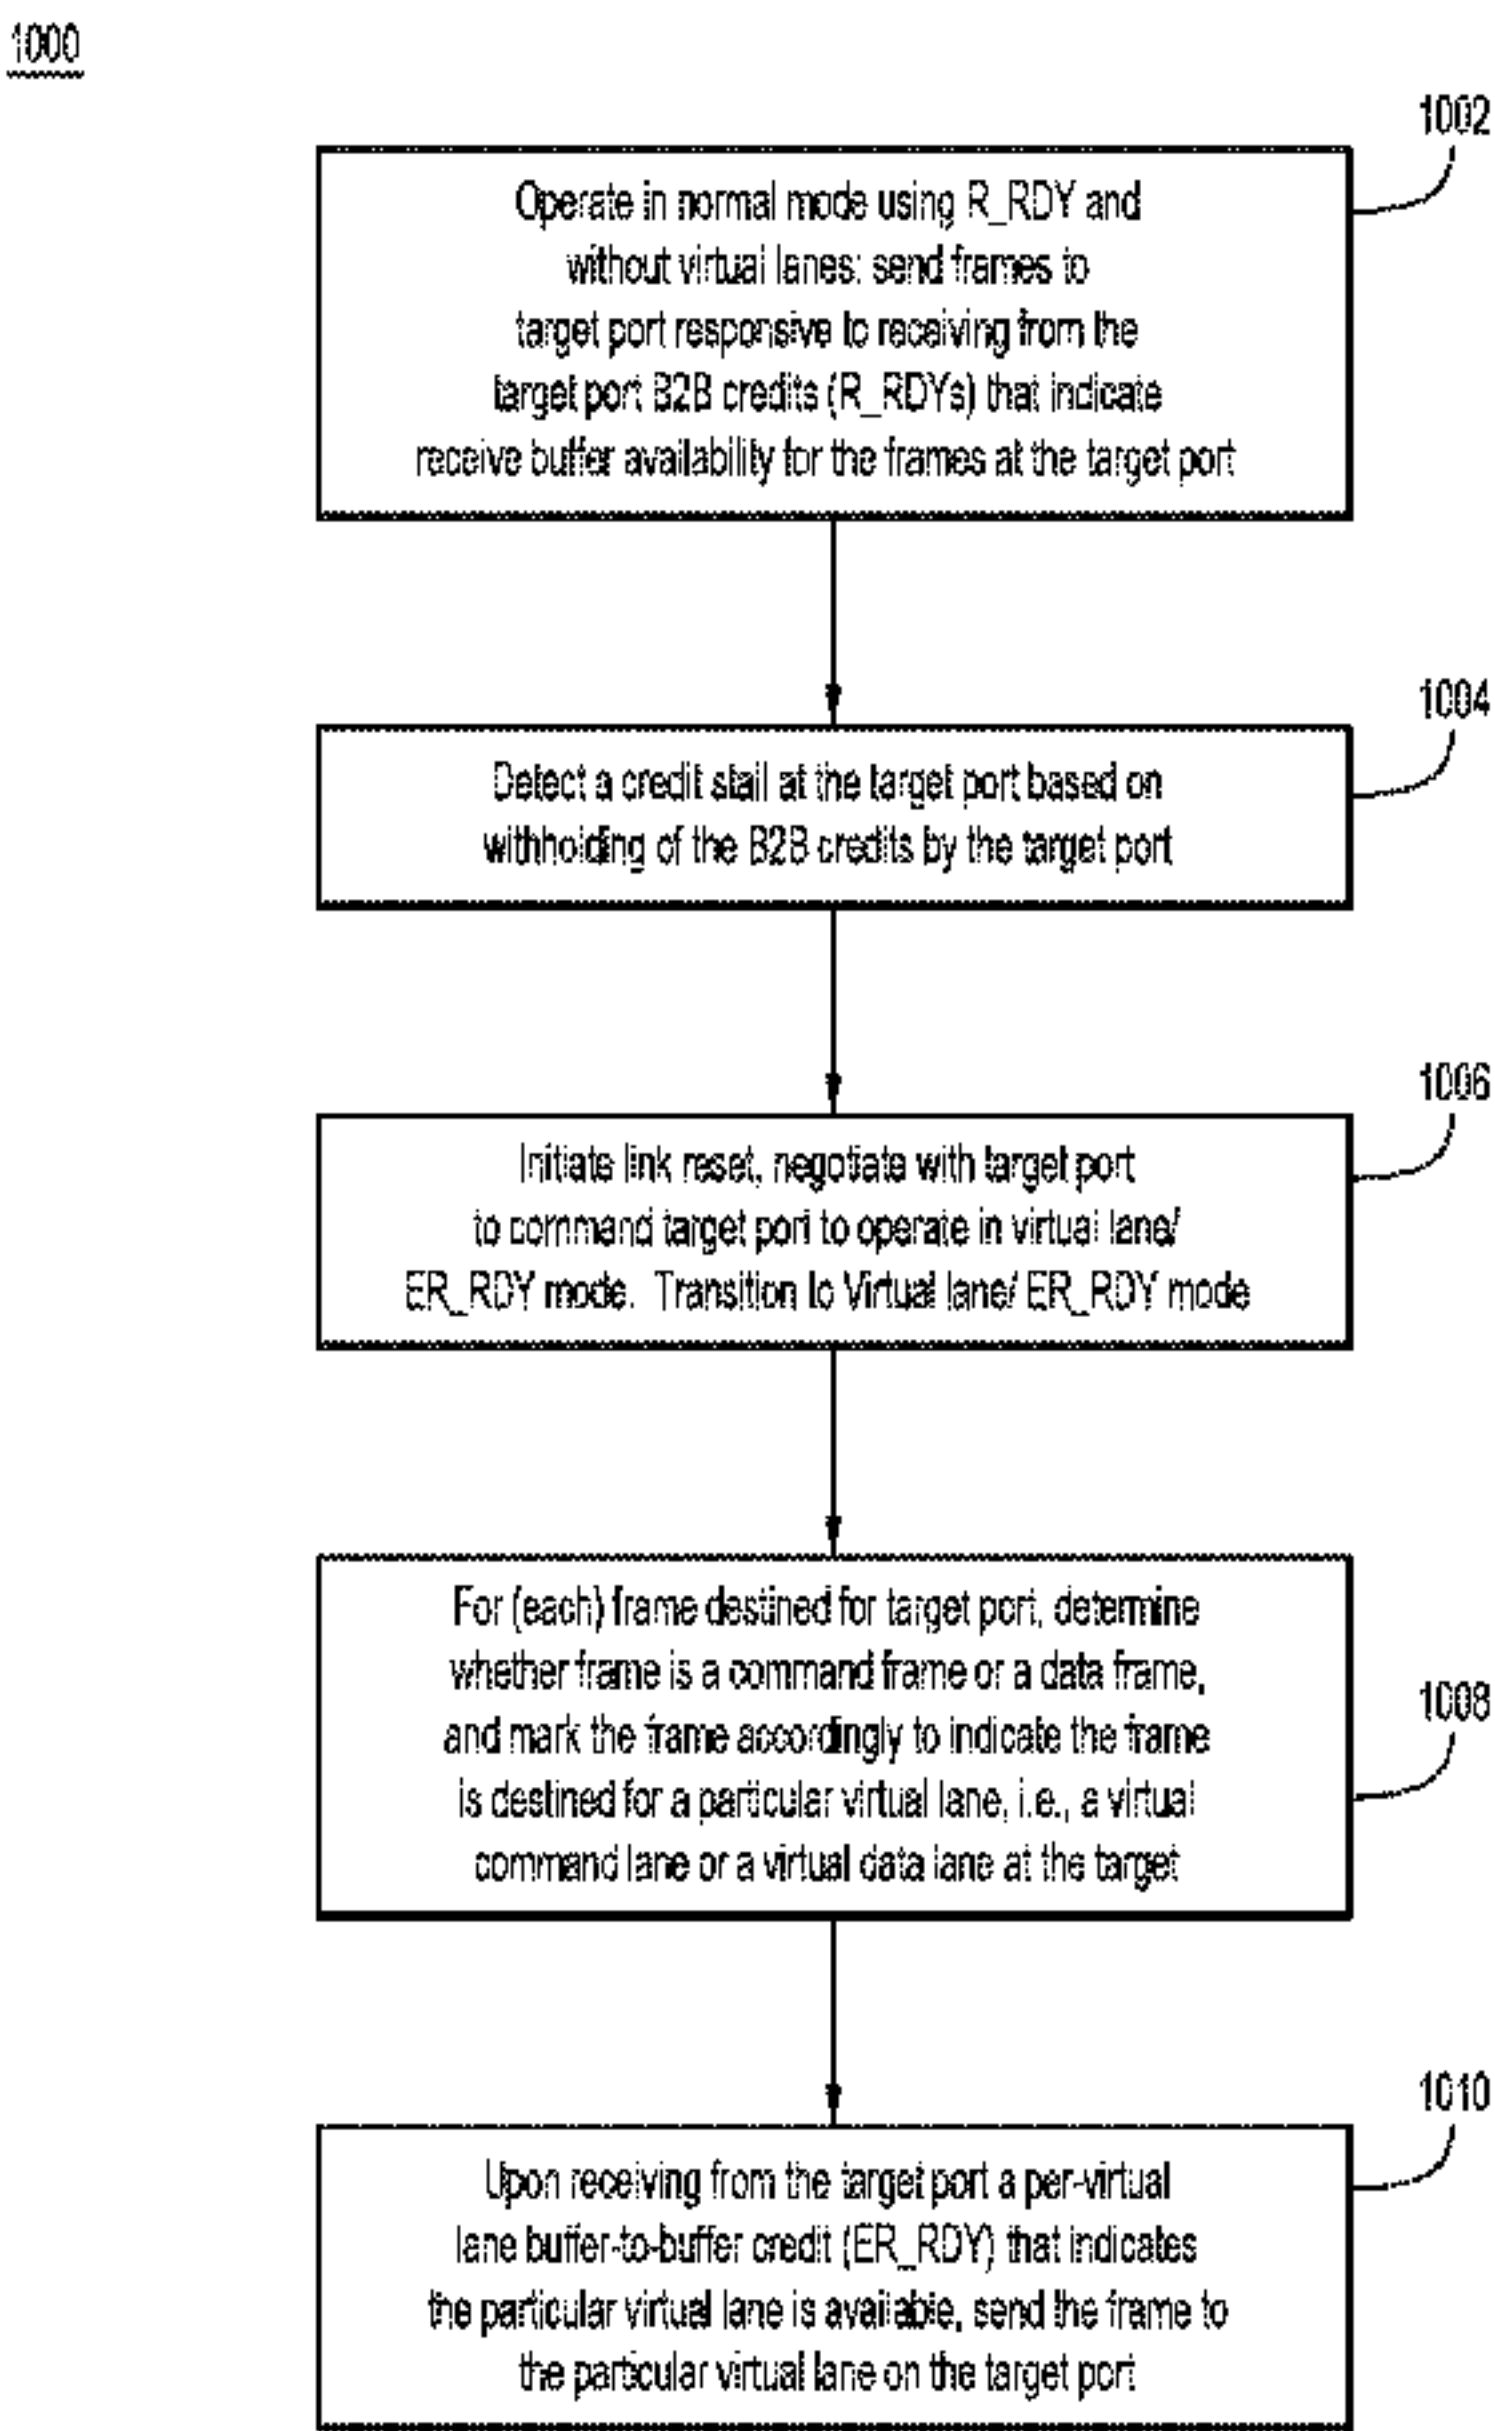 1000
1002
Operate in normal mode using R_RDY and
without virtual lanes: send frames to
target port responsive to receiving from the
target port B2B credits (R_RDYs) that indicate
receive buffer availability for the frames at the target port
1004
Detect a credit stall at the target port based on
withholding of the B2B credits by the target port
1006
Initiate link reset, negotiate with target port
to command target port to operate in virtual lane/
ER_RDY mode. Transition to Virtual lane/ ER_RDY mode
1008
For (each) frame destined for target port, determine
whether frame is a command frame or a data frame,
and mark the frame accordingly to indicate the frame
is destined for a particular virtual lane, i.e., a virtual
command lane or a virtual data lane at the target
1010
Upon receiving from the target port a per-virtual
lane buffer-to-buffer credit (ER_RDY) that indicates
the particular virtual lane is available, send the frame to
the particular virtual lane on the target port